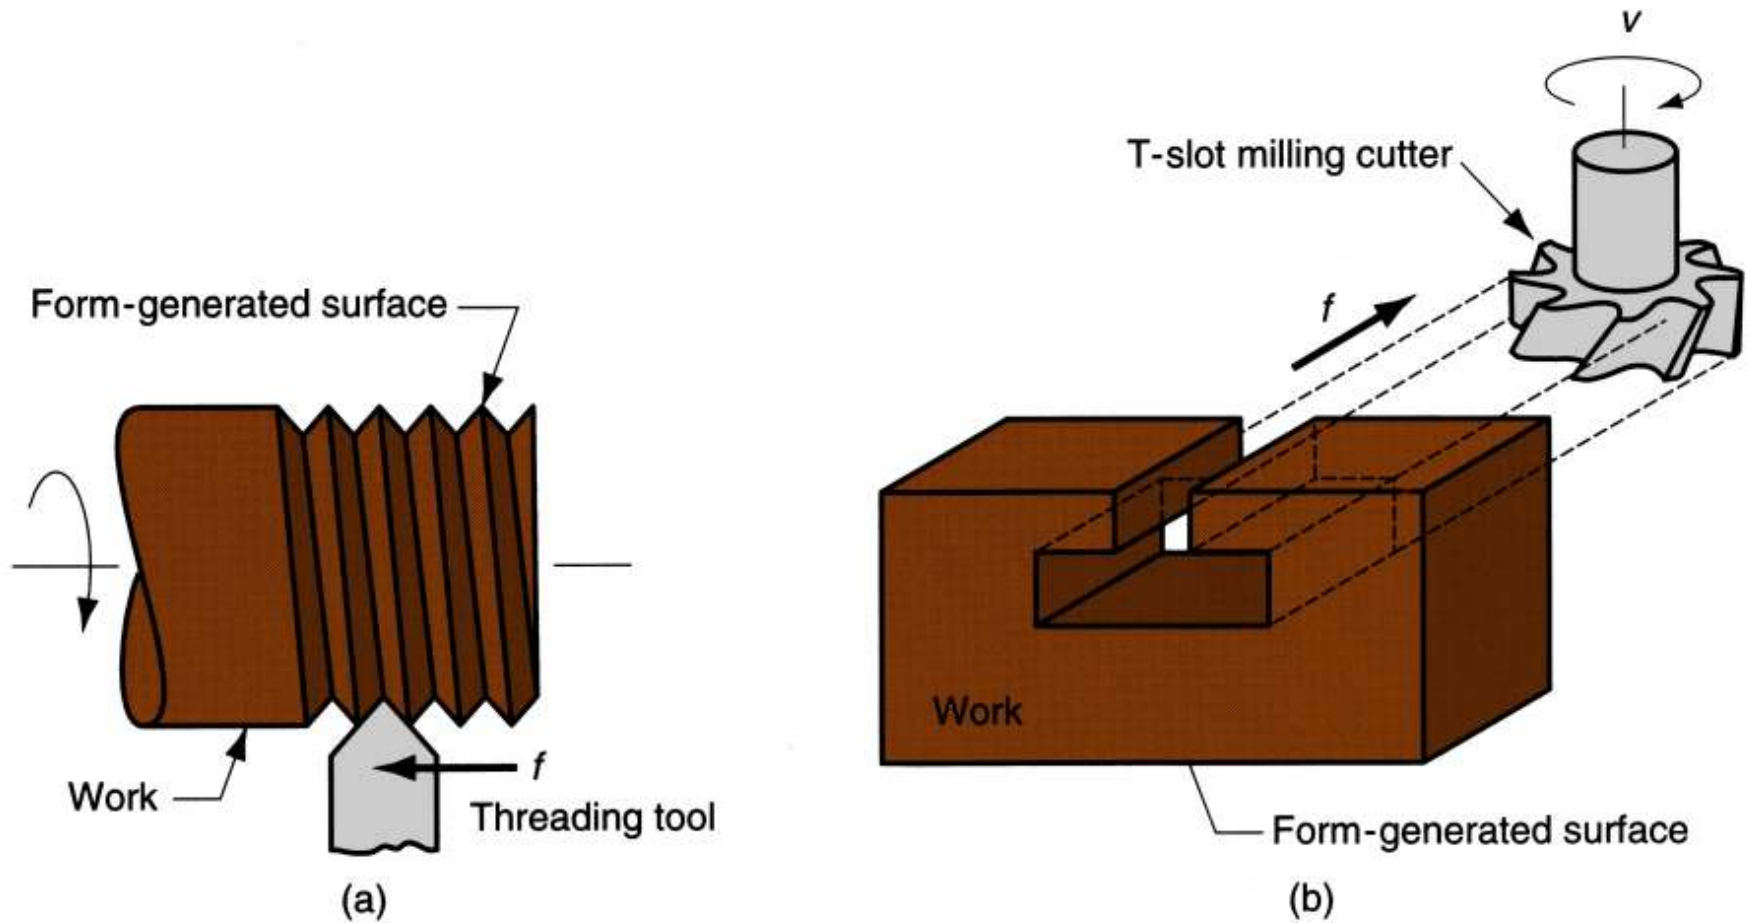 Form-generated surface
Work
f
Threading tool
(a)
v
T-slot milling cutter
f
Work
Form-generated surface
(b)